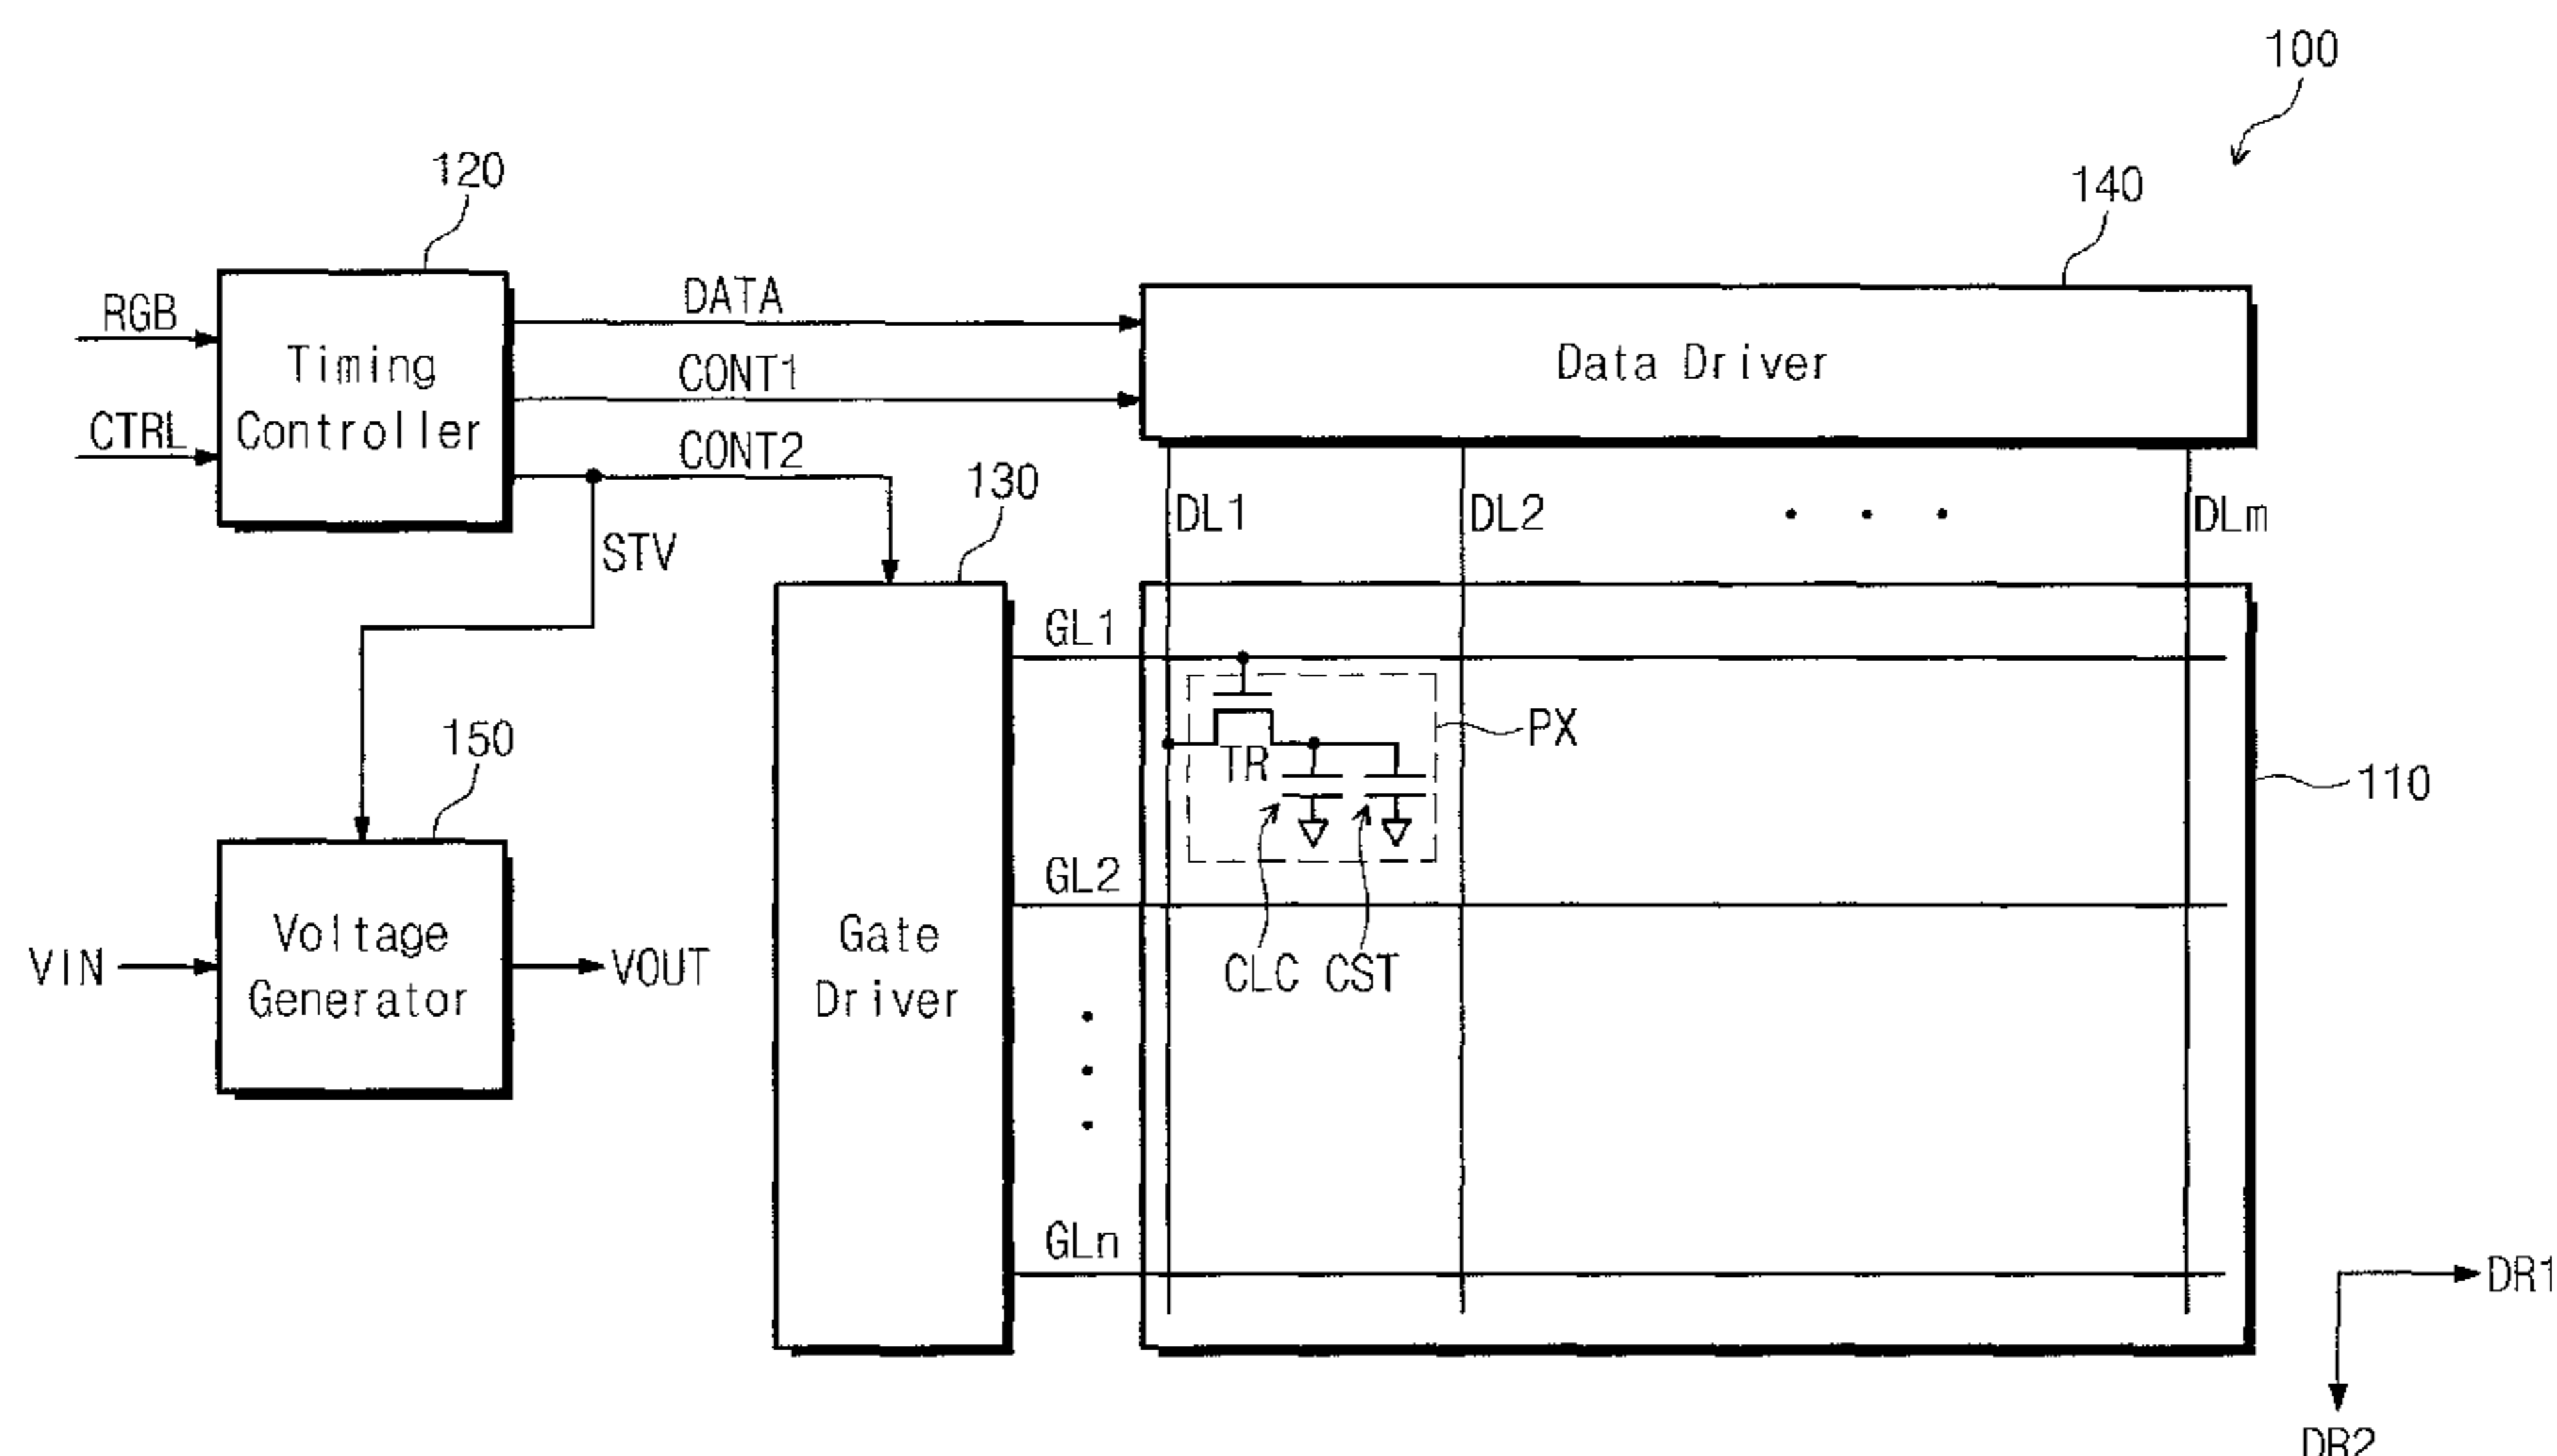 100
120
140
RGB
DATA
Timing
Controller
CONT1
Data Driver
CTRL
CONT2
130
DL1
DL2
• • •
DLm
STV
GL1
150
PX
TR
110
GL2
Voltage
Generator
Gate
Driver
VIN
VOUT
CLC
CST
GLn
DR1
DR2